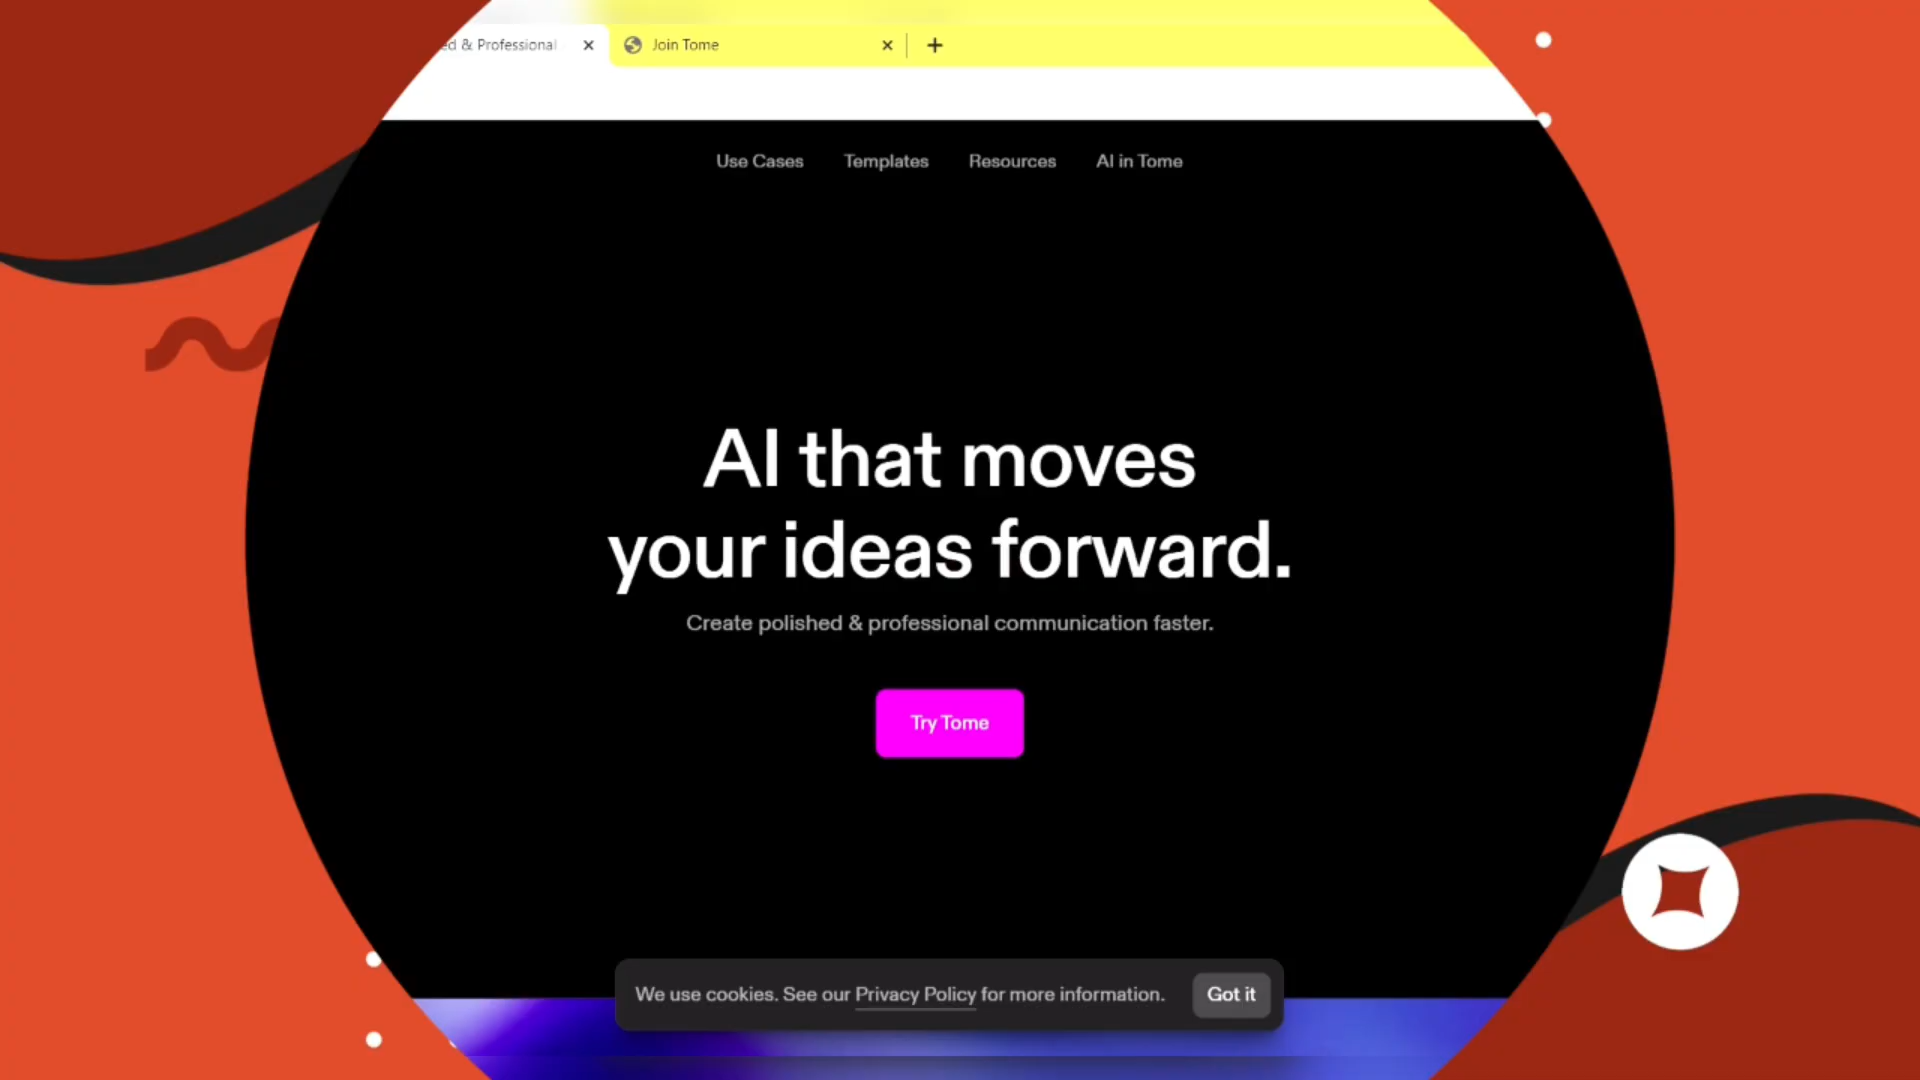 & Professional
Join Tome
Use Cases
Templates
Resources
AI in Tome
AI that moves
your ideas forward.
Create polished & professional communication faster.
Try Tome
We use cookies. See our Privacy Policy for more information.
Got it